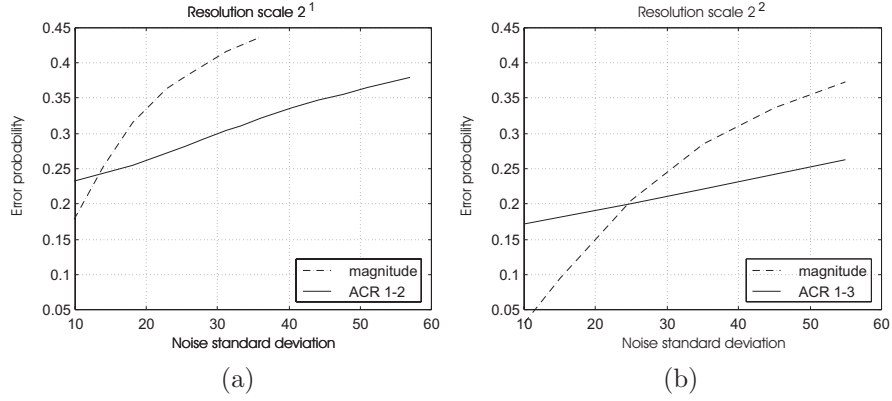 Resolution scale 2^1
Error probability
0.45
0.4
0.35
0.3
0.25
0.2
0.15
0.1
0.05
magnitude
ACR 1-2
10 20 30 40 50 60
Noise standard deviation
(a)
Resolution scale 2^2
Error probability
0.45
0.4
0.35
0.3
0.25
0.2
0.15
0.1
0.05
magnitude
ACR 1-3
10 20 30 40 50 60
Noise standard deviation
(b)